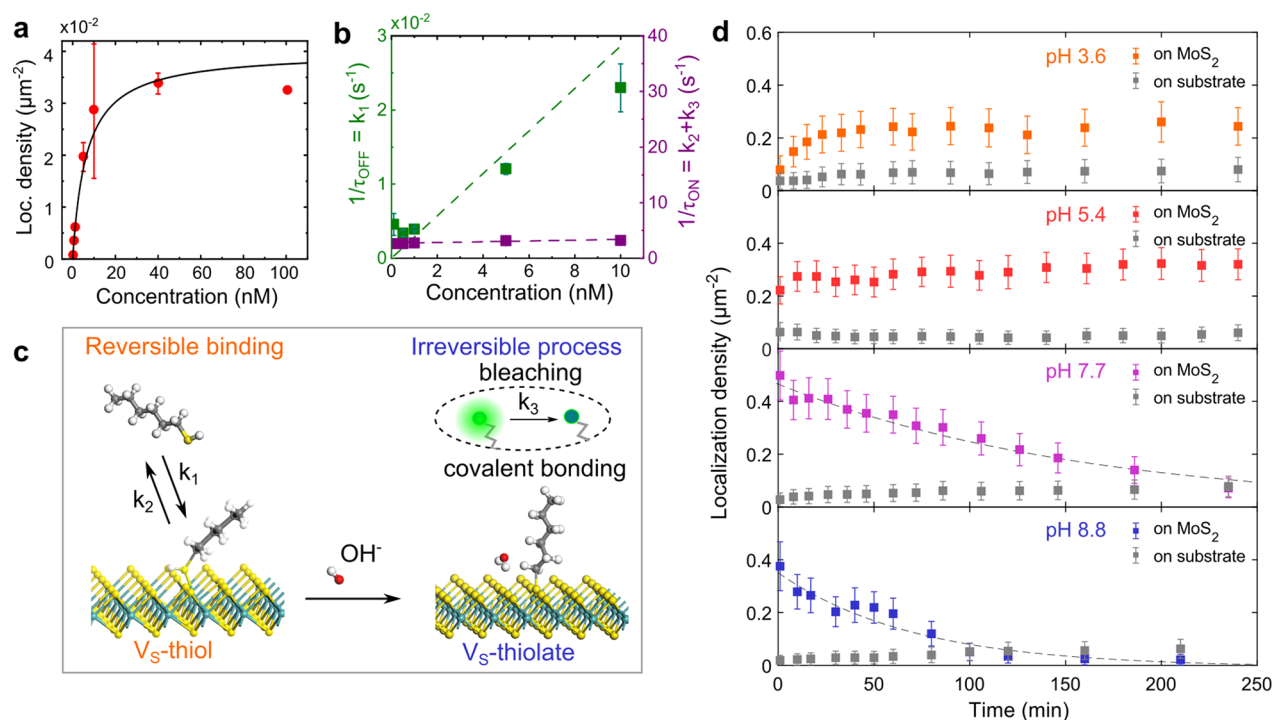 a
×10⁻²
4
3
2
1
0
Loc. density (µm⁻²)
0 20 40 60 80 100
Concentration (nM)
b
×10⁻²
3
2
1
0
1/τOFF = k₁ (s⁻¹)
40
30
20
10
0
1/τON = k₂+k₃ (s⁻¹)
0 2 4 6 8 10
Concentration (nM)
c
Reversible binding
k₁
k₂
VS-thiol
OH⁻
Irreversible process
bleaching
k₃
covalent bonding
VS-thiolate
d
Localization density (µm⁻²)
0.6
0.4
0.2
0
pH 3.6
on MoS₂
on substrate
0.4
0.2
0
pH 5.4
on MoS₂
on substrate
0.4
0.2
0
pH 7.7
on MoS₂
on substrate
0.4
0.2
0
pH 8.8
on MoS₂
on substrate
0 50 100 150 200 250
Time (min)